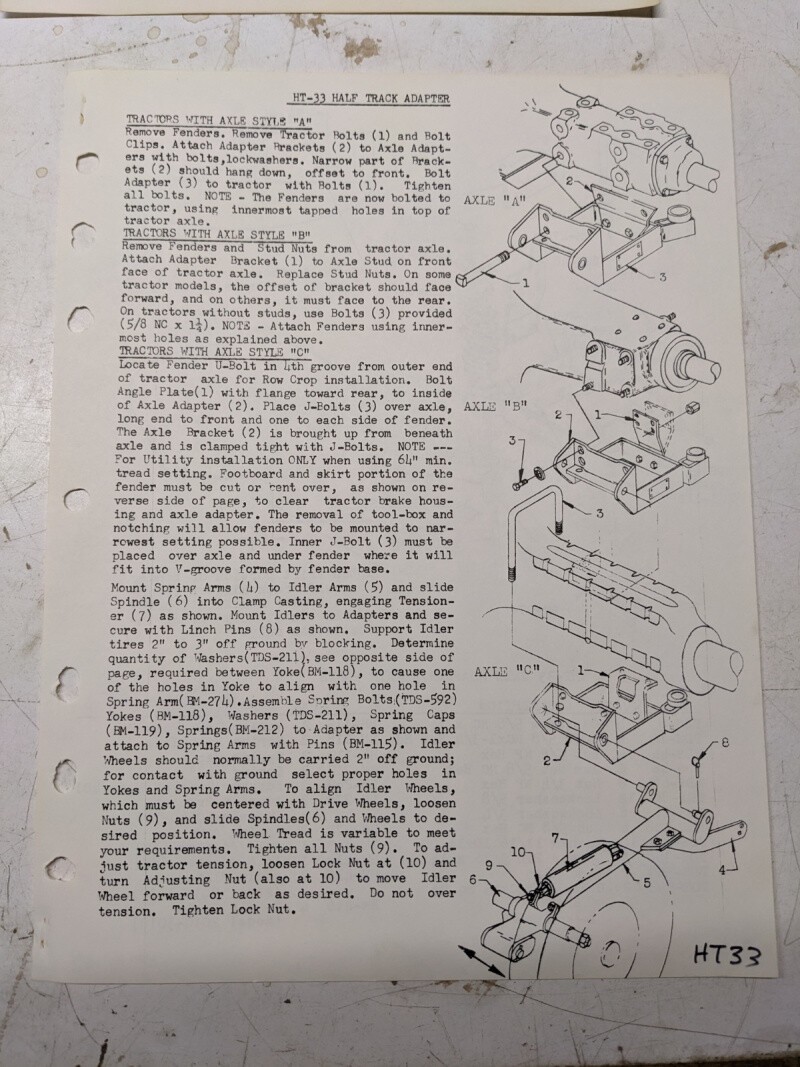 HT-33 HALF TRACK ADAPTER
TRACTORS WITH AXLE STYLE "A"
Remove Fenders. Remove Tractor Bolts (1) and Bolt
Clips. Attach Adapter Brackets (2) to Axle Adapt-
ers with bolts,lockwashers. Narrow part of Brack-
ets (2) should hang down, offset to front. Bolt
Adapter (3) to tractor with Bolts (1). Tighten
all bolts. NOTE - The Fenders are now bolted to
tractor, using innermost tapped holes in top of
tractor axle.
TRACTORS WITH AXLE STYLE "B"
Remove Fenders and Stud Nuts from tractor axle.
Attach Adapter Bracket (1) to Axle Stud on front
face of tractor axle. Replace Stud Nuts. On some
tractor models, the offset of bracket should face
forward, and on others, it must face to the rear.
On tractors without studs, use Bolts (3) provided
(5/8 NC x 1¼). NOTE - Attach Fenders using inner-
most holes as explained above.
TRACTORS WITH AXLE STYLE "C"
Locate Fender U-Bolt in 4th groove from outer end
of tractor axle for Row Crop installation. Bolt
Angle Plate(1) with flange toward rear, to inside
of Axle Adapter (2). Place J-Bolts (3) over axle,
long end to front and one to each side of fender.
The Axle Bracket (2) is brought up from beneath
axle and is clamped tight with J-Bolts. NOTE ---
For Utility installation ONLY when using 64" min.
tread setting. Footboard and skirt portion of the
fender must be cut or bent over, as shown on re-
verse side of page, to clear tractor brake hous-
ing and axle adapter. The removal of tool-box and
notching will allow fenders to be mounted to nar-
rowest setting possible. Inner J-Bolt (3) must be
placed over axle and under fender where it will
fit into V-groove formed by fender base.
Mount Spring Arms (4) to Idler Arms (5) and slide
Spindle (6) into Clamp Casting, engaging Tension-
er (7) as shown. Mount Idlers to Adapters and se-
cure with Linch Pins (8) as shown. Support Idler
tires 2" to 3" off ground by blocking. Determine
quantity of Washers(TDS-211), see opposite side of
page, required between Yoke(BM-118), to cause one
of the holes in Yoke to align with one hole in
Spring Arm(BM-274).Assemble Spring Bolts(TDS-592)
Yokes (BM-118), Washers (TDS-211), Spring Caps
(BM-119), Springs(BM-212) to Adapter as shown and
attach to Spring Arms with Pins (BM-115). Idler
Wheels should normally be carried 2" off ground;
for contact with ground select proper holes in
Yokes and Spring Arms. To align Idler Wheels,
which must be centered with Drive Wheels, loosen
Nuts (9), and slide Spindles(6) and Wheels to de-
sired position. Wheel Tread is variable to meet
your requirements. Tighten all Nuts (9). To ad-
just tractor tension, loosen Lock Nut at (10) and
turn Adjusting Nut (also at 10) to move Idler
Wheel forward or back as desired. Do not over
tension. Tighten Lock Nut.
2
AXLE "A"
1
3
AXLE "B"
2
1
3
3
AXLE "C"
1
2
8
7
10
9
6
5
4
HT33